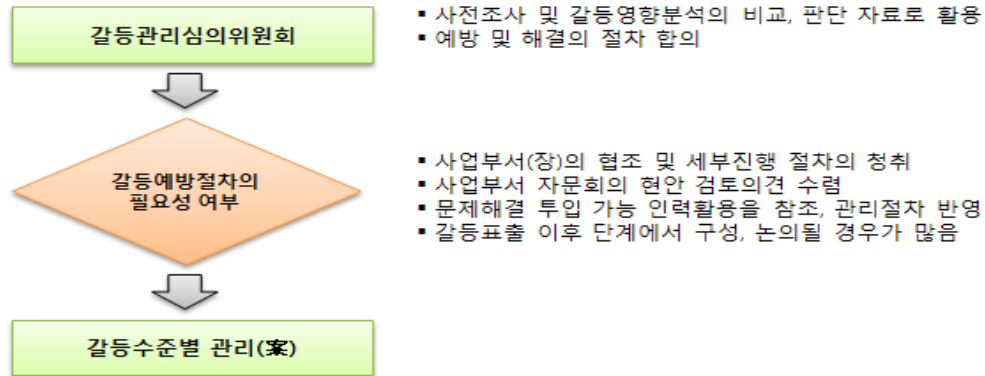 갈등관리심의위원회
▪ 사전조사 및 갈등영향분석의 비교, 판단 자료로 활용
▪ 예방 및 해결의 절차 합의
갈등예방절차의
필요성 여부
▪ 사업부서(장)의 협조 및 세부진행 절차의 청취
▪ 사업부서 자문회의 현안 검토의견 수렴
▪ 문제해결 투입 가능 인력활용을 참조, 관리절차 반영
▪ 갈등표출 이후 단계에서 구성, 논의될 경우가 많음
갈등수준별 관리(案)